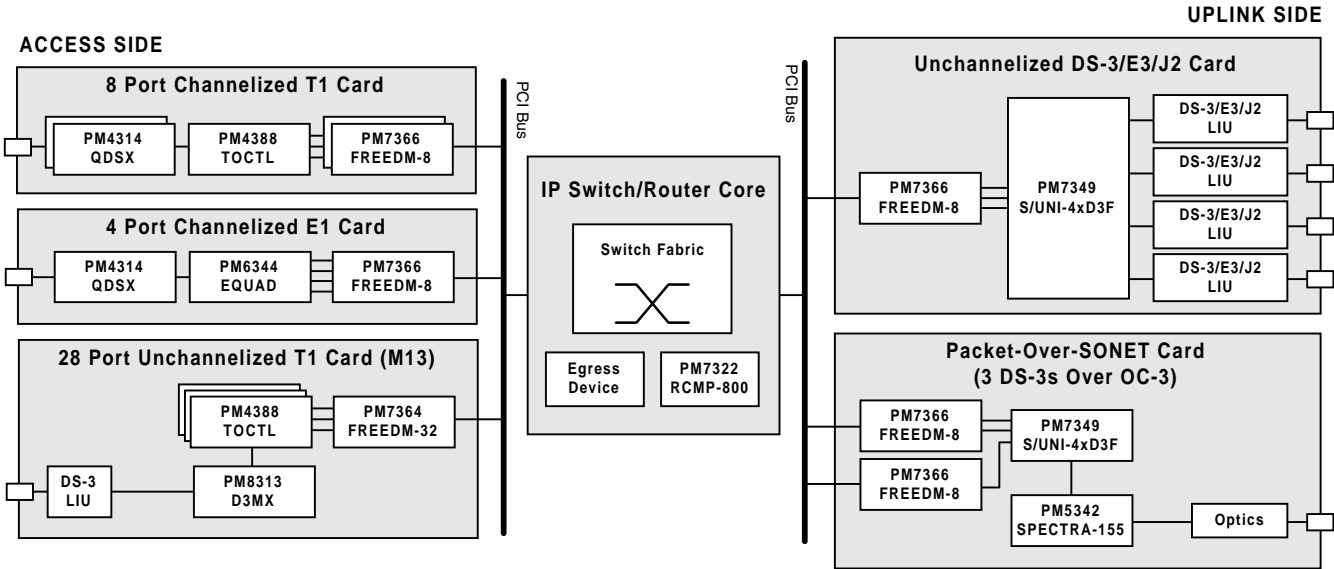 UPLINK SIDE
ACCESS SIDE
8 Port Channelized T1 Card
PM4314
QDSX
PM4388
TOCTL
PM7366
FREEDM-8
4 Port Channelized E1 Card
PM4314
QDSX
PM6344
EQUAD
PM7366
FREEDM-8
28 Port Unchannelized T1 Card (M13)
PM4388
TOCTL
PM7364
FREEDM-32
DS-3
LIU
PM8313
D3MX
PCI Bus
IP Switch/Router Core
Switch Fabric
Egress
Device
PM7322
RCMP-800
PCI Bus
Unchannelized DS-3/E3/J2 Card
PM7366
FREEDM-8
PM7349
S/UNI-4xD3F
DS-3/E3/J2
LIU
DS-3/E3/J2
LIU
DS-3/E3/J2
LIU
DS-3/E3/J2
LIU
Packet-Over-SONET Card
(3 DS-3s Over OC-3)
PM7366
FREEDM-8
PM7366
FREEDM-8
PM7349
S/UNI-4xD3F
PM5342
SPECTRA-155
Optics